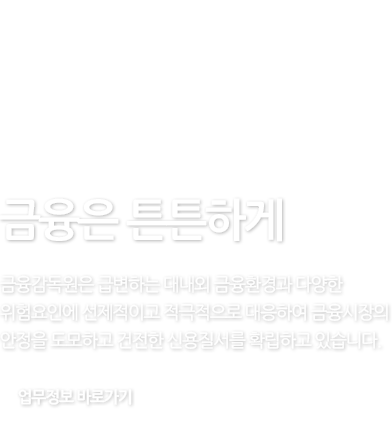 금융은 튼튼하게
금융감독원은 급변하는 대내외 금융환경과 다양한
위험요인에 선제적이고 적극적으로 대응하여 금융시장의
안정을 도모하고 건전한 신용질서를 확립하고 있습니다.
업무정보 바로가기